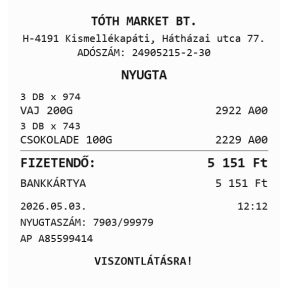 TÓTH MARKET BT.
H-4191 Kismellékapáti, Hátházai utca 77.
ADÓSZÁM: 24905215-2-30
NYUGTA
3 DB x 974
VAJ 200G 2922 A00
3 DB x 743
CSOKOLADE 100G 2229 A00
FIZETENDŐ: 5 151 Ft
BANKKÁRTYA 5 151 Ft
2026.05.03. 12:12
NYUGTASZÁM: 7903/99979
AP A85599414
VISZONTLÁTÁSRA!